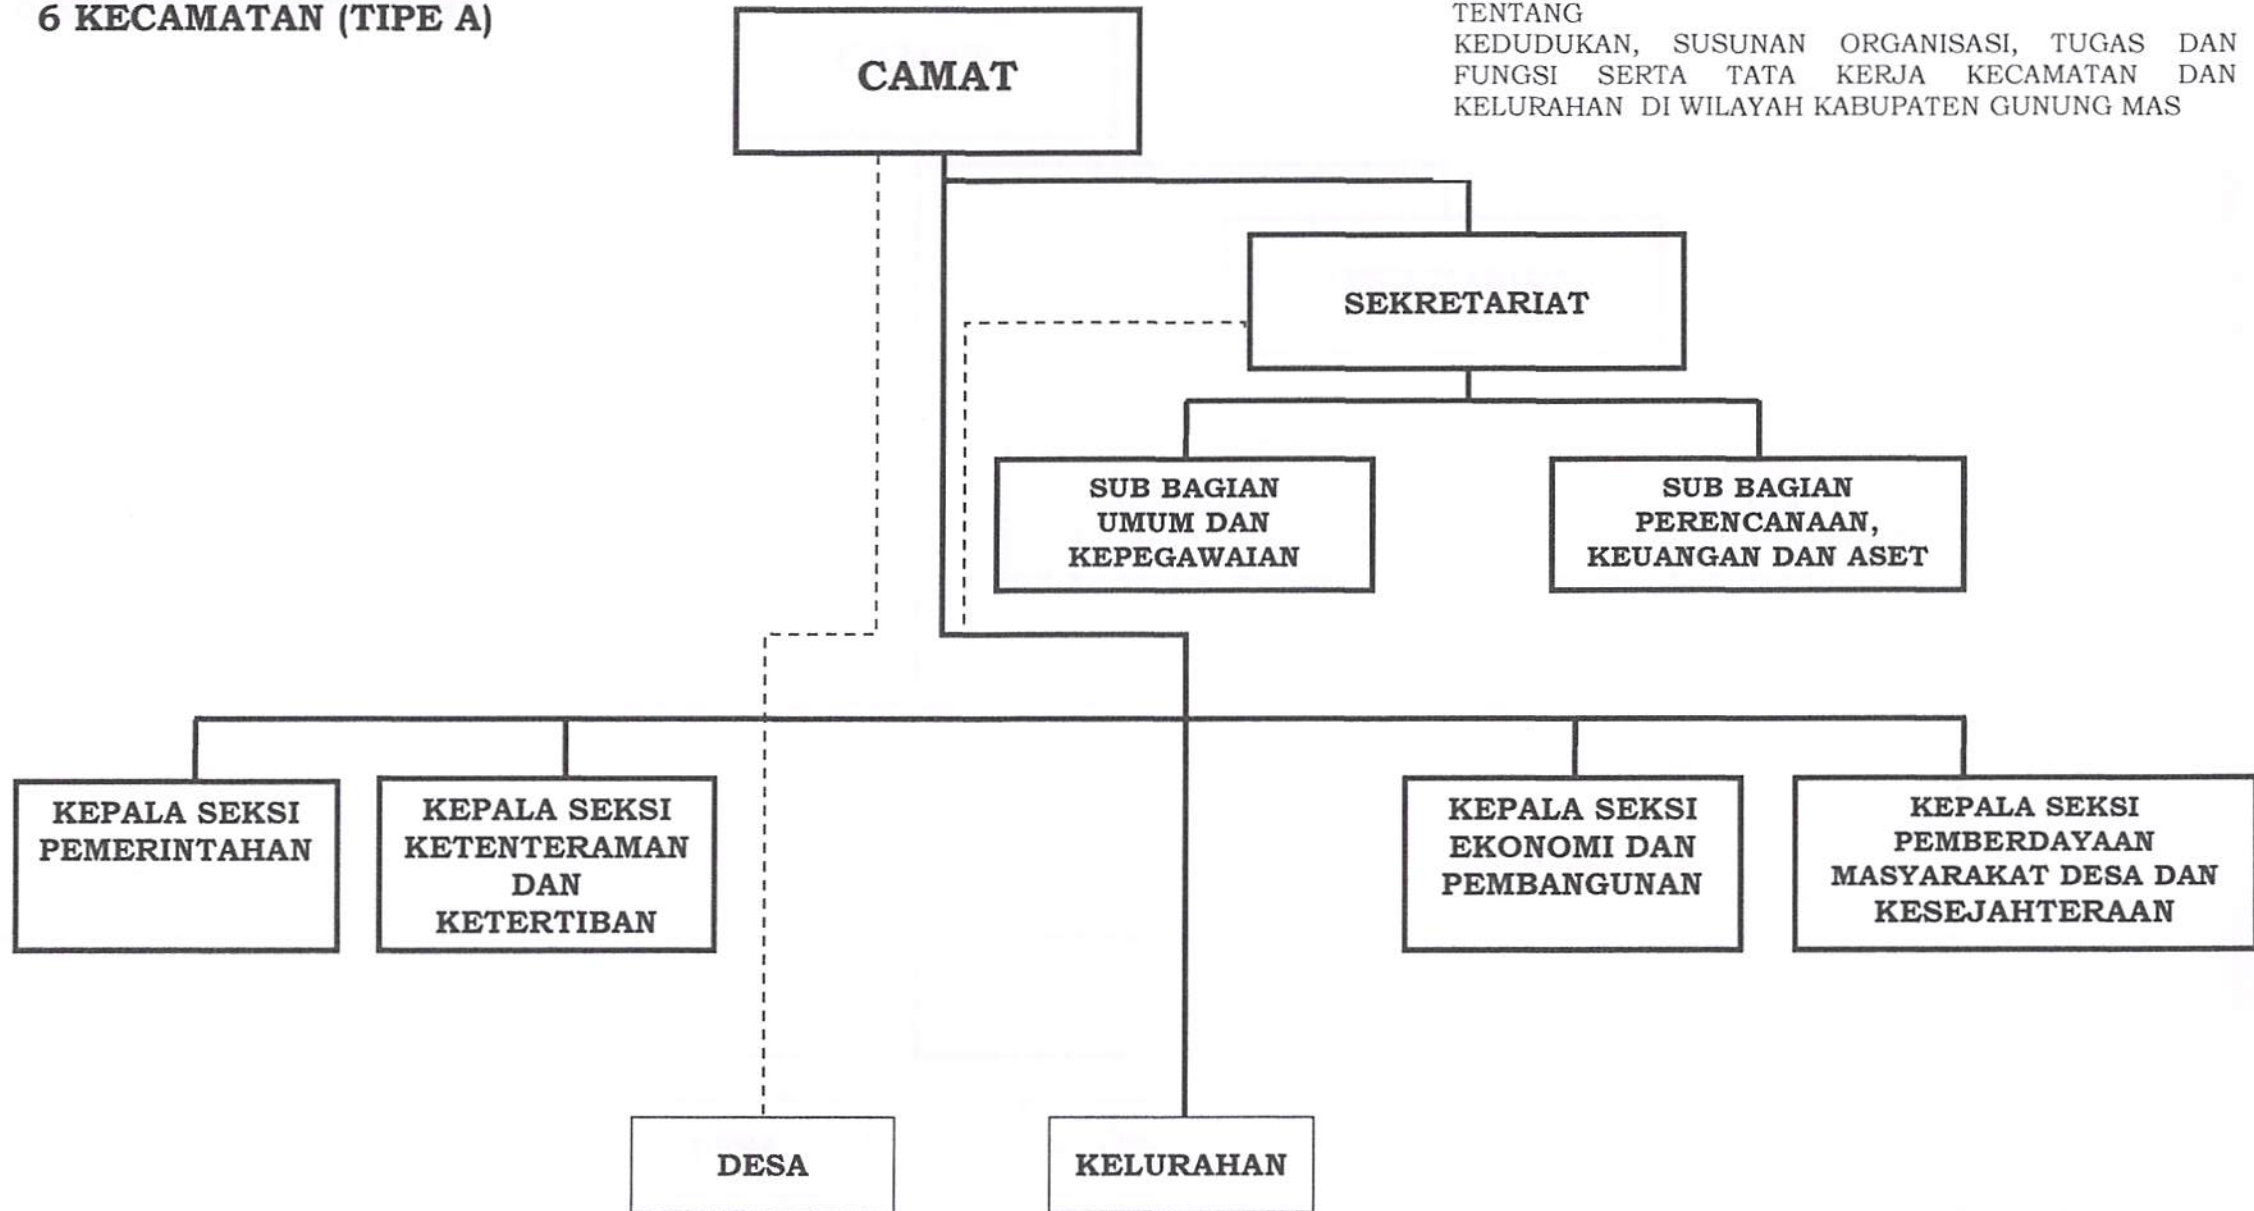 6 KECAMATAN (TIPE A)
TENTANG
KEDUDUKAN, SUSUNAN ORGANISASI, TUGAS DAN
FUNGSI SERTA TATA KERJA KECAMATAN DAN
KELURAHAN DI WILAYAH KABUPATEN GUNUNG MAS
CAMAT
SEKRETARIAT
SUB BAGIAN
UMUM DAN
KEPEGAWAIAN
SUB BAGIAN
PERENCANAAN,
KEUANGAN DAN ASET
KEPALA SEKSI
PEMERINTAHAN
KEPALA SEKSI
KETENTERAMAN
DAN
KETERTIBAN
KEPALA SEKSI
EKONOMI DAN
PEMBANGUNAN
KEPALA SEKSI
PEMBERDAYAAN
MASYARAKAT DESA DAN
KESEJAHTERAAN
DESA
KELURAHAN